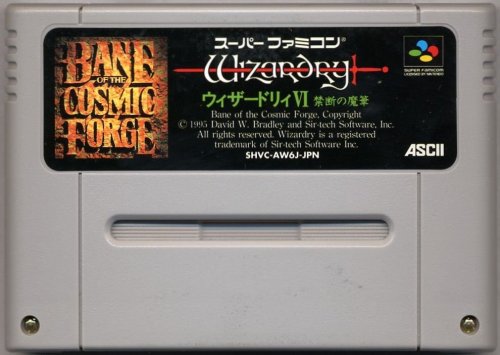 BANE
OF THE
COSMIC
FORGE
スーパーファミコン®
Wizardry
ウィザードリィVI 禁断の魔筆
Bane of the Cosmic Forge, Copyright
© 1995 David W. Bradley and Sir-tech Software, Inc.
All rights reserved. Wizardry is a registered
trademark of Sir-tech Software Inc.
SHVC-AW6J-JPN
SUPER FAMICOM
LICENSED BY NINTENDO
ASCII